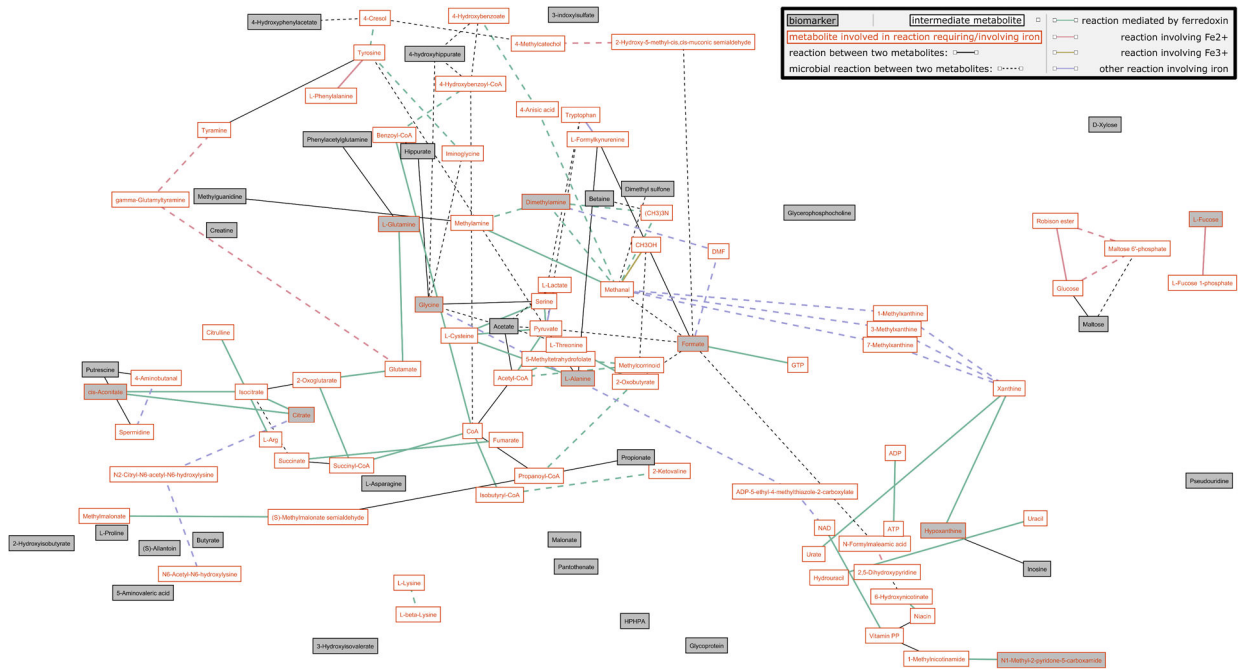 biomarker
intermediate metabolite
reaction mediated by ferredoxin
metabolite involved in reaction requiring/involving iron
reaction involving Fe2+
reaction between two metabolites:
reaction involving Fe3+
microbial reaction between two metabolites:
other reaction involving iron
4-Hydroxyphenylacetate
4-Cresol
4-Hydroxybenzoate
3-indoxylsulfate
4-Methylcatechol
2-Hydroxy-5-methyl-cis,cis-muconic semialdehyde
Tyrosine
4-hydroxyhippurate
L-Phenylalanine
4-Hydroxybenzoyl-CoA
4-Anisic acid
Tryptophan
D-Xylose
Tyramine
Phenylacetylglutamine
Benzoyl-CoA
L-Formylkynurenine
Hippurate
Iminoglycine
Dimethyl sulfone
Methylguanidine
gamma-Glutamyltyramine
Dimethylamine
Betaine
(CH3)3N
Glycerophosphocholine
Creatine
L-Glutamine
Methylamine
CH3OH
DMF
Robison ester
L-Fucose
Maltose 6'-phosphate
L-Lactate
Methanal
Glucose
L-Fucose 1-phosphate
Glycine
Serine
1-Methylxanthine
Citrulline
Acetate
Pyruvate
3-Methylxanthine
Maltose
L-Cysteine
L-Threonine
Formate
7-Methylxanthine
5-Methyltetrahydrofolate
Methylcorrinoid
GTP
Putrescine
4-Aminobutanal
2-Oxoglutarate
Glutamate
Acetyl-CoA
L-Alanine
2-Oxobutyrate
cis-Aconitate
Isocitrate
Xanthine
Citrate
Spermidine
L-Arg
CoA
Fumarate
ADP
Succinate
Succinyl-CoA
Propionate
N2-Citryl-N6-acetyl-N6-hydroxylysine
L-Asparagine
Propanoyl-CoA
2-Ketovaline
Pseudouridine
Isobutyryl-CoA
ADP-5-ethyl-4-methylthiazole-2-carboxylate
Methylmalonate
(S)-Methylmalonate semialdehyde
Uracil
L-Proline
NAD
ATP
Hypoxanthine
2-Hydroxyisobutyrate
(S)-Allantoin
Butyrate
Malonate
N-Formylmaleamic acid
Urate
Pantothenate
Inosine
N6-Acetyl-N6-hydroxylysine
Hydrouracil
2,5-Dihydroxypyridine
5-Aminovaleric acid
L-Lysine
6-Hydroxynicotinate
L-beta-Lysine
HPHPA
Niacin
Vitamin PP
3-Hydroxyisovalerate
Glycoprotein
1-Methylnicotinamide
N1-Methyl-2-pyridone-5-carboxamide